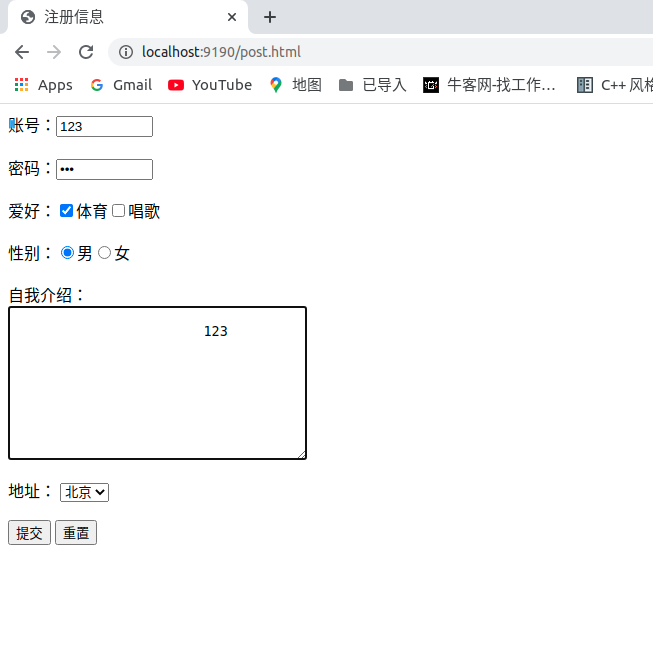 注册信息
localhost:9190/post.html
Apps Gmail YouTube 地图 已导入 牛客网-找工作… C++ 风格
账号：123
密码：•••
爱好：体育 唱歌
性别：男 女
自我介绍：
123
地址：北京
提交 重置